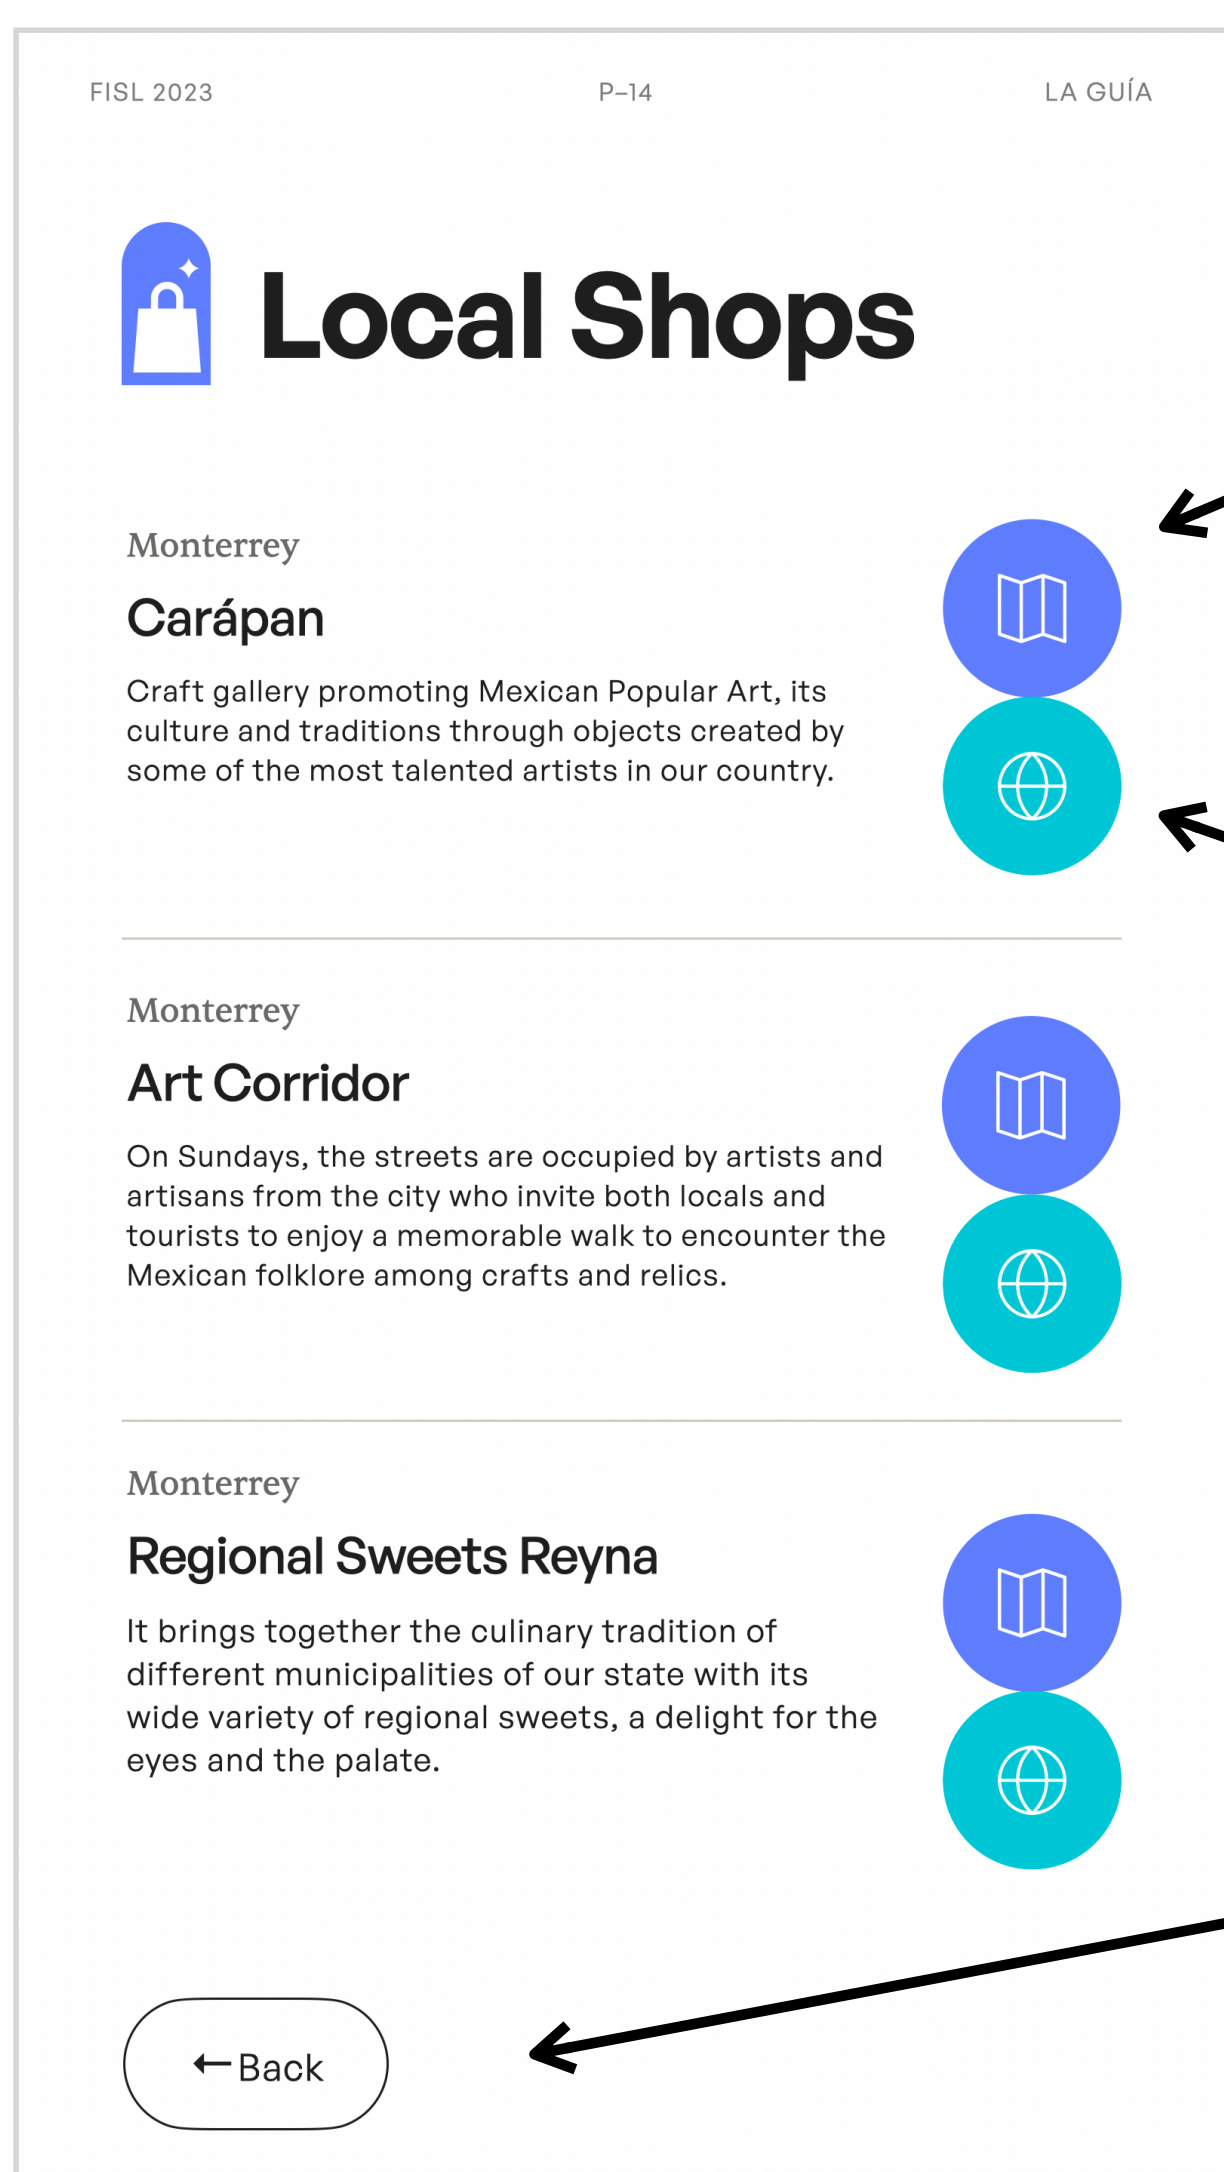 FISL 2023 P–14 LA GUÍA
Local Shops
Monterrey
Carápan
Craft gallery promoting Mexican Popular Art, its
culture and traditions through objects created by
some of the most talented artists in our country.
Monterrey
Art Corridor
On Sundays, the streets are occupied by artists and
artisans from the city who invite both locals and
tourists to enjoy a memorable walk to encounter the
Mexican folklore among crafts and relics.
Monterrey
Regional Sweets Reyna
It brings together the culinary tradition of
different municipalities of our state with its
wide variety of regional sweets, a delight for the
eyes and the palate.
←Back